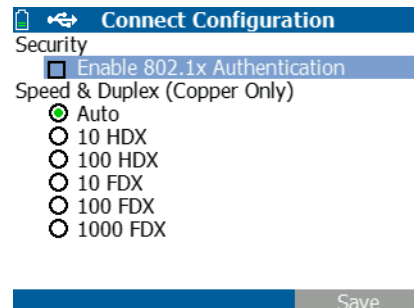 Connect Configuration
Security
Enable 802.1x Authentication
Speed & Duplex (Copper Only)
Auto
10 HDX
100 HDX
10 FDX
100 FDX
1000 FDX
Save